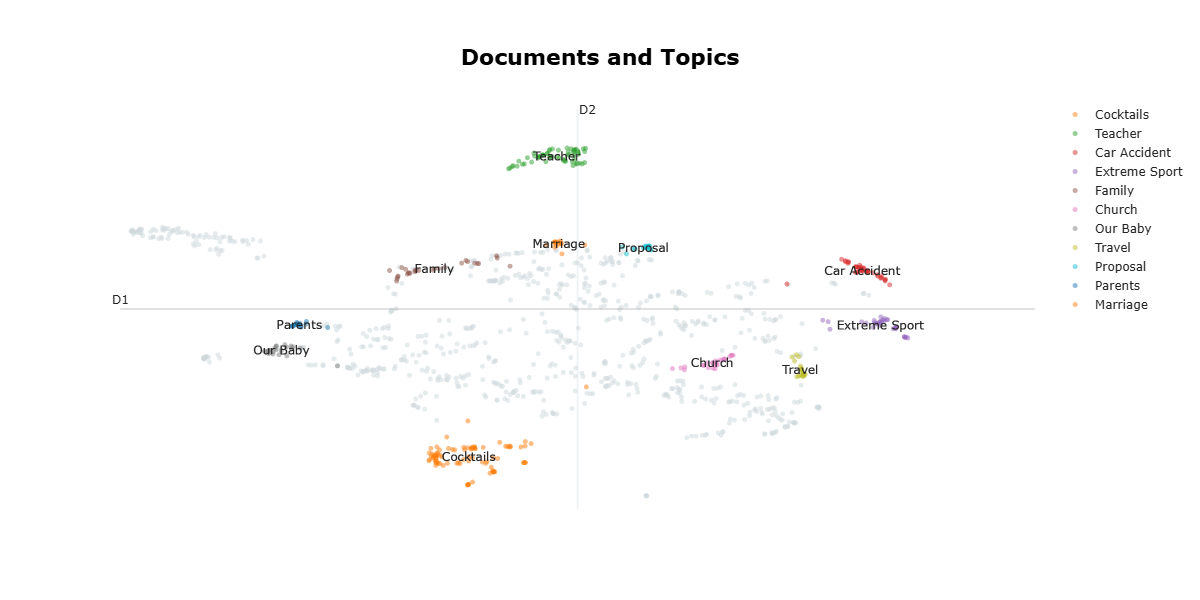 Documents and Topics
D2
D1
Teacher
Marriage
Proposal
Family
Car Accident
Parents
Extreme Sport
Our Baby
Church
Travel
Cocktails
Cocktails
Teacher
Car Accident
Extreme Sport
Family
Church
Our Baby
Travel
Proposal
Parents
Marriage